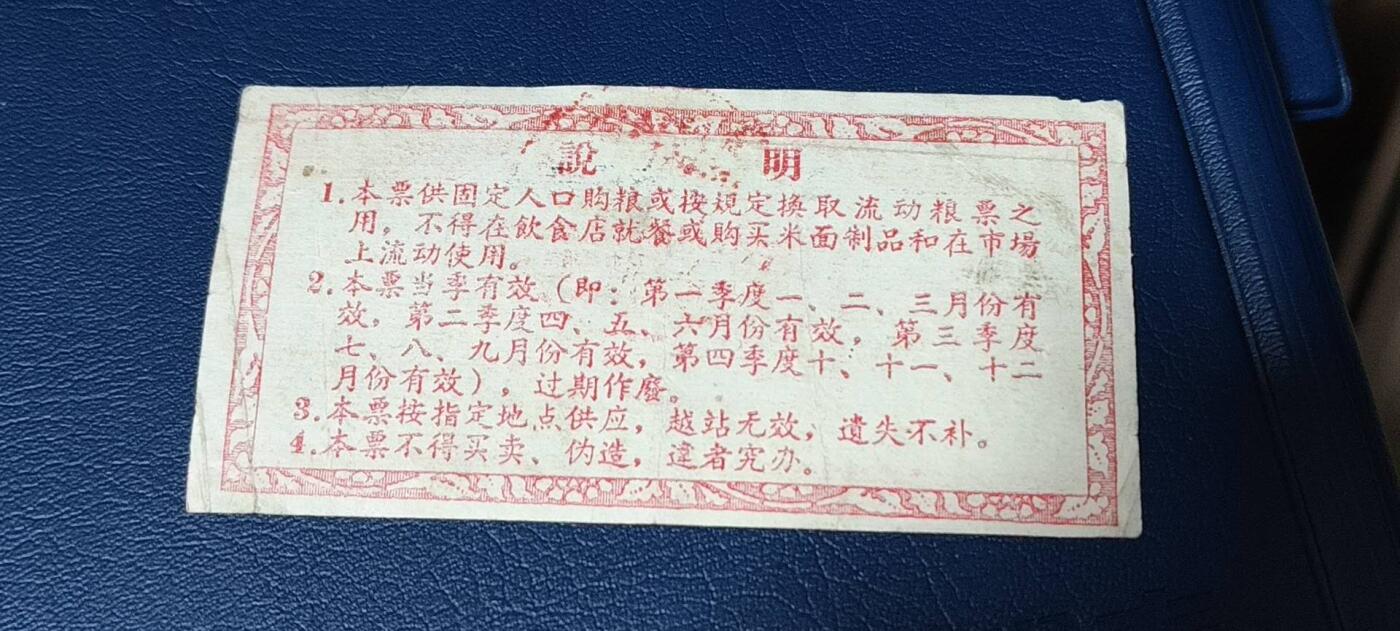 說 明
1.本票供固定人口购粮或按規定换取流动粮票之
用，不得在飲食店就餐或购买米面制品和在市場
上流动使用。
2.本票当季有效（即：第一季度一、二、三月份有
效，第二季度四、五、六月份有效，第三季度
七、八、九月份有效，第四季度十、十一、十二
月份有效），过期作廢。
3.本票按指定地点供应，越站无效，遺失不补。
4.本票不得买卖、伪造，違者究办。